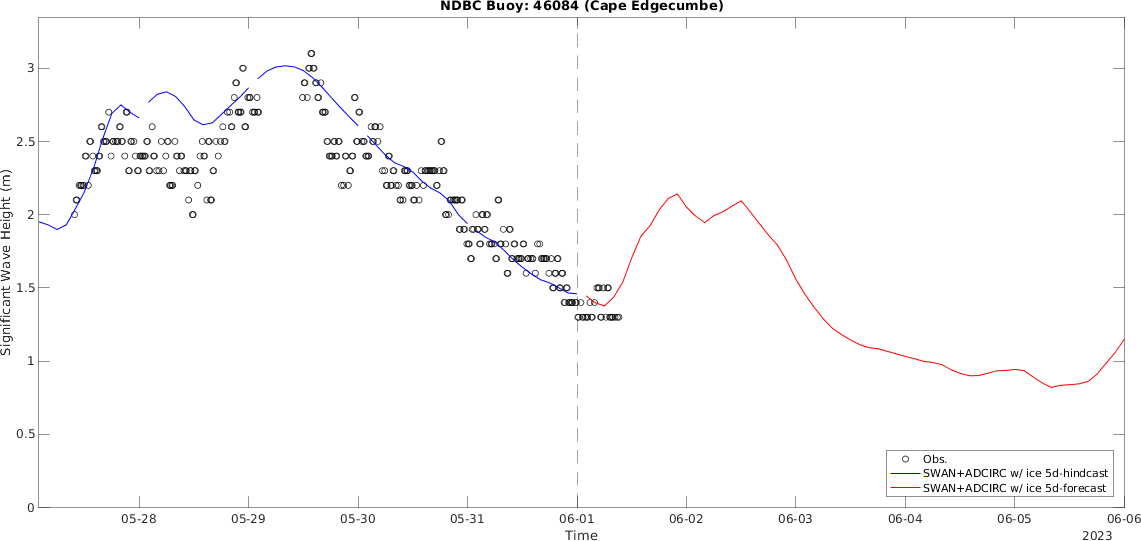 NDBC Buoy: 46084 (Cape Edgecumbe)
Significant Wave Height (m)
3
2.5
2
1.5
1
0.5
0
Obs.
SWAN+ADCIRC w/ ice 5d-hindcast
SWAN+ADCIRC w/ ice 5d-forecast
05-28 05-29 05-30 05-31 06-01 06-02 06-03 06-04 06-05 06-06
Time
2023